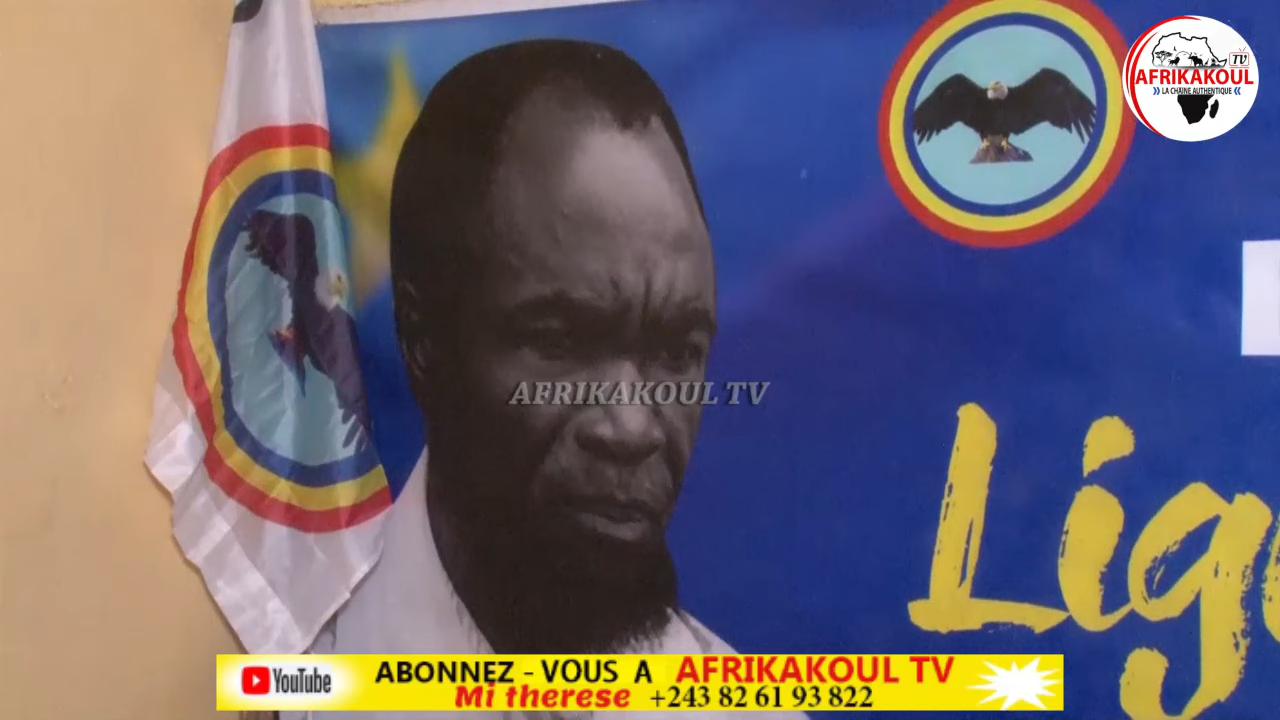 TV
AFRIKAKOUL
» LA CHAINE AUTHENTIQUE «
AFRIKAKOUL TV
Lig
YouTube
ABONNEZ - VOUS A AFRIKAKOUL TV
Mi therese +243 82 61 93 822